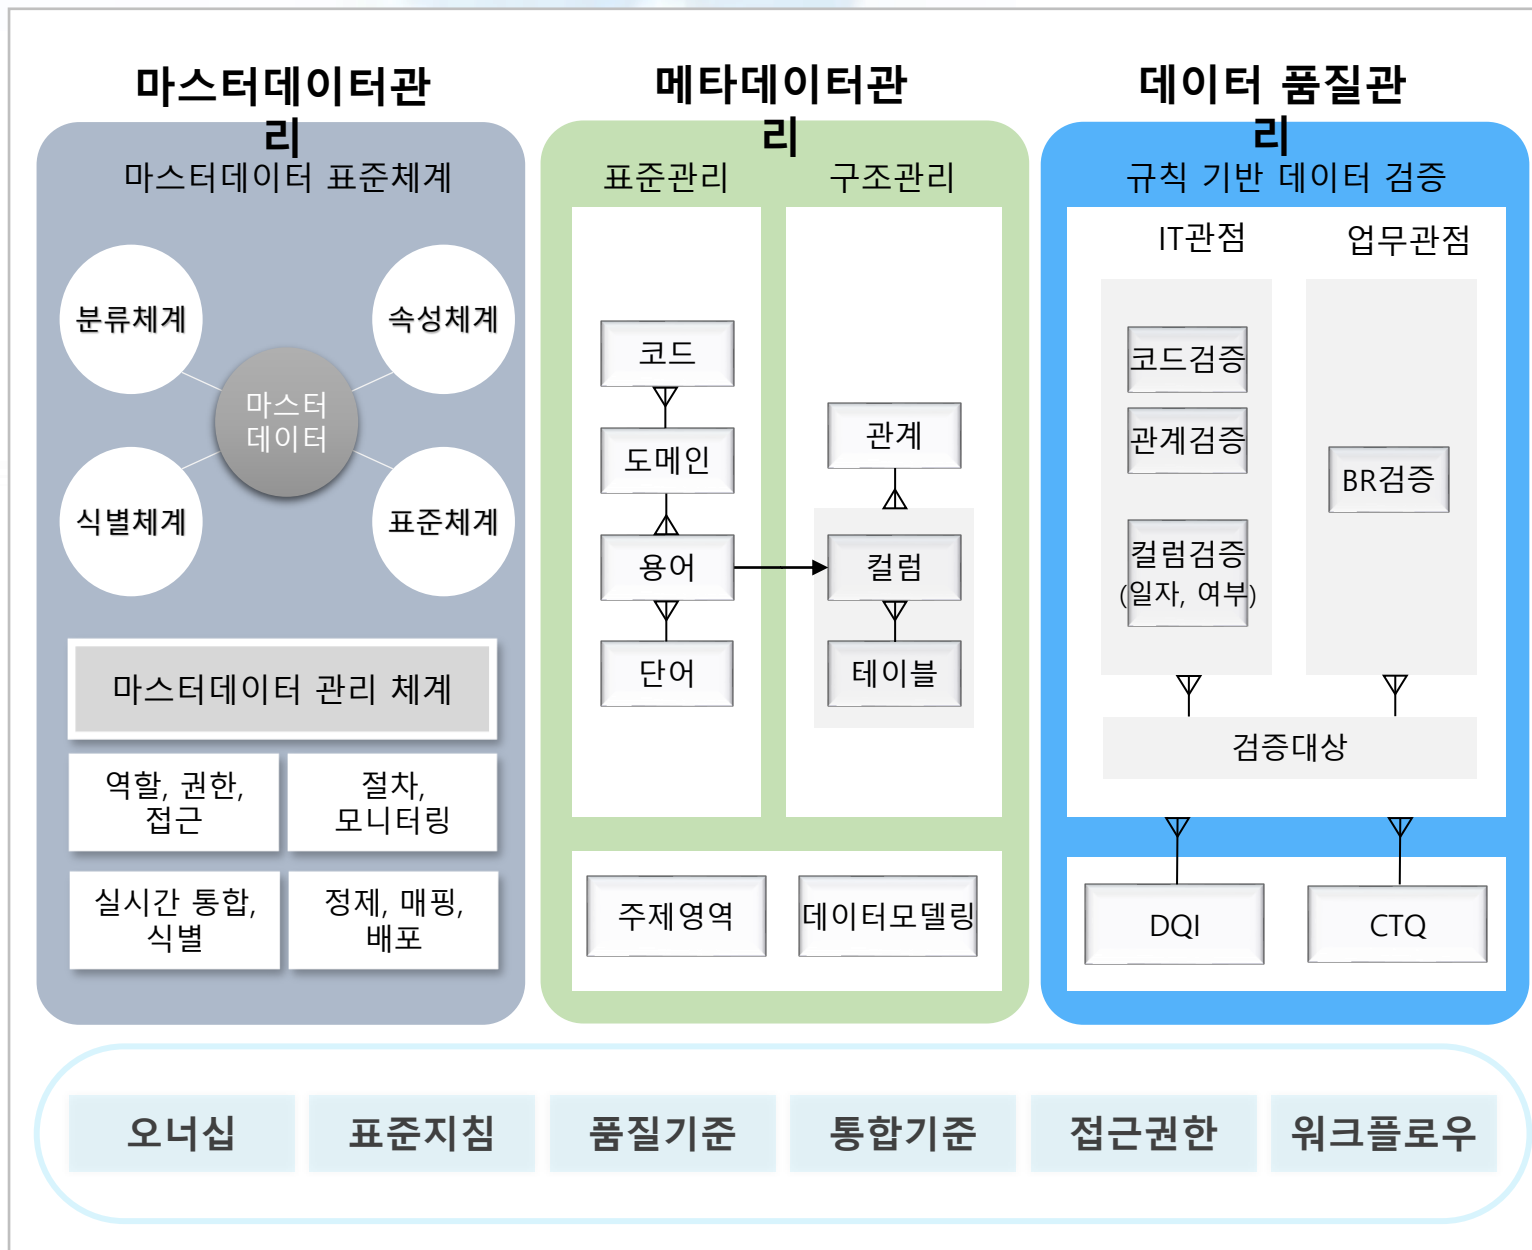 마스터데이터관
리
마스터데이터 표준체계
분류체계
속성체계
마스터
데이터
식별체계
표준체계
마스터데이터 관리 체계
역할, 권한,
접근
절차,
모니터링
실시간 통합,
식별
정제, 매핑,
배포
메타데이터관
리
표준관리
구조관리
코드
도메인
용어
단어
관계
컬럼
테이블
주제영역
데이터모델링
데이터 품질관
리
규칙 기반 데이터 검증
IT관점
업무관점
코드검증
관계검증
컬럼검증
(일자, 여부)
BR검증
검증대상
DQI
CTQ
오너십
표준지침
품질기준
통합기준
접근권한
워크플로우